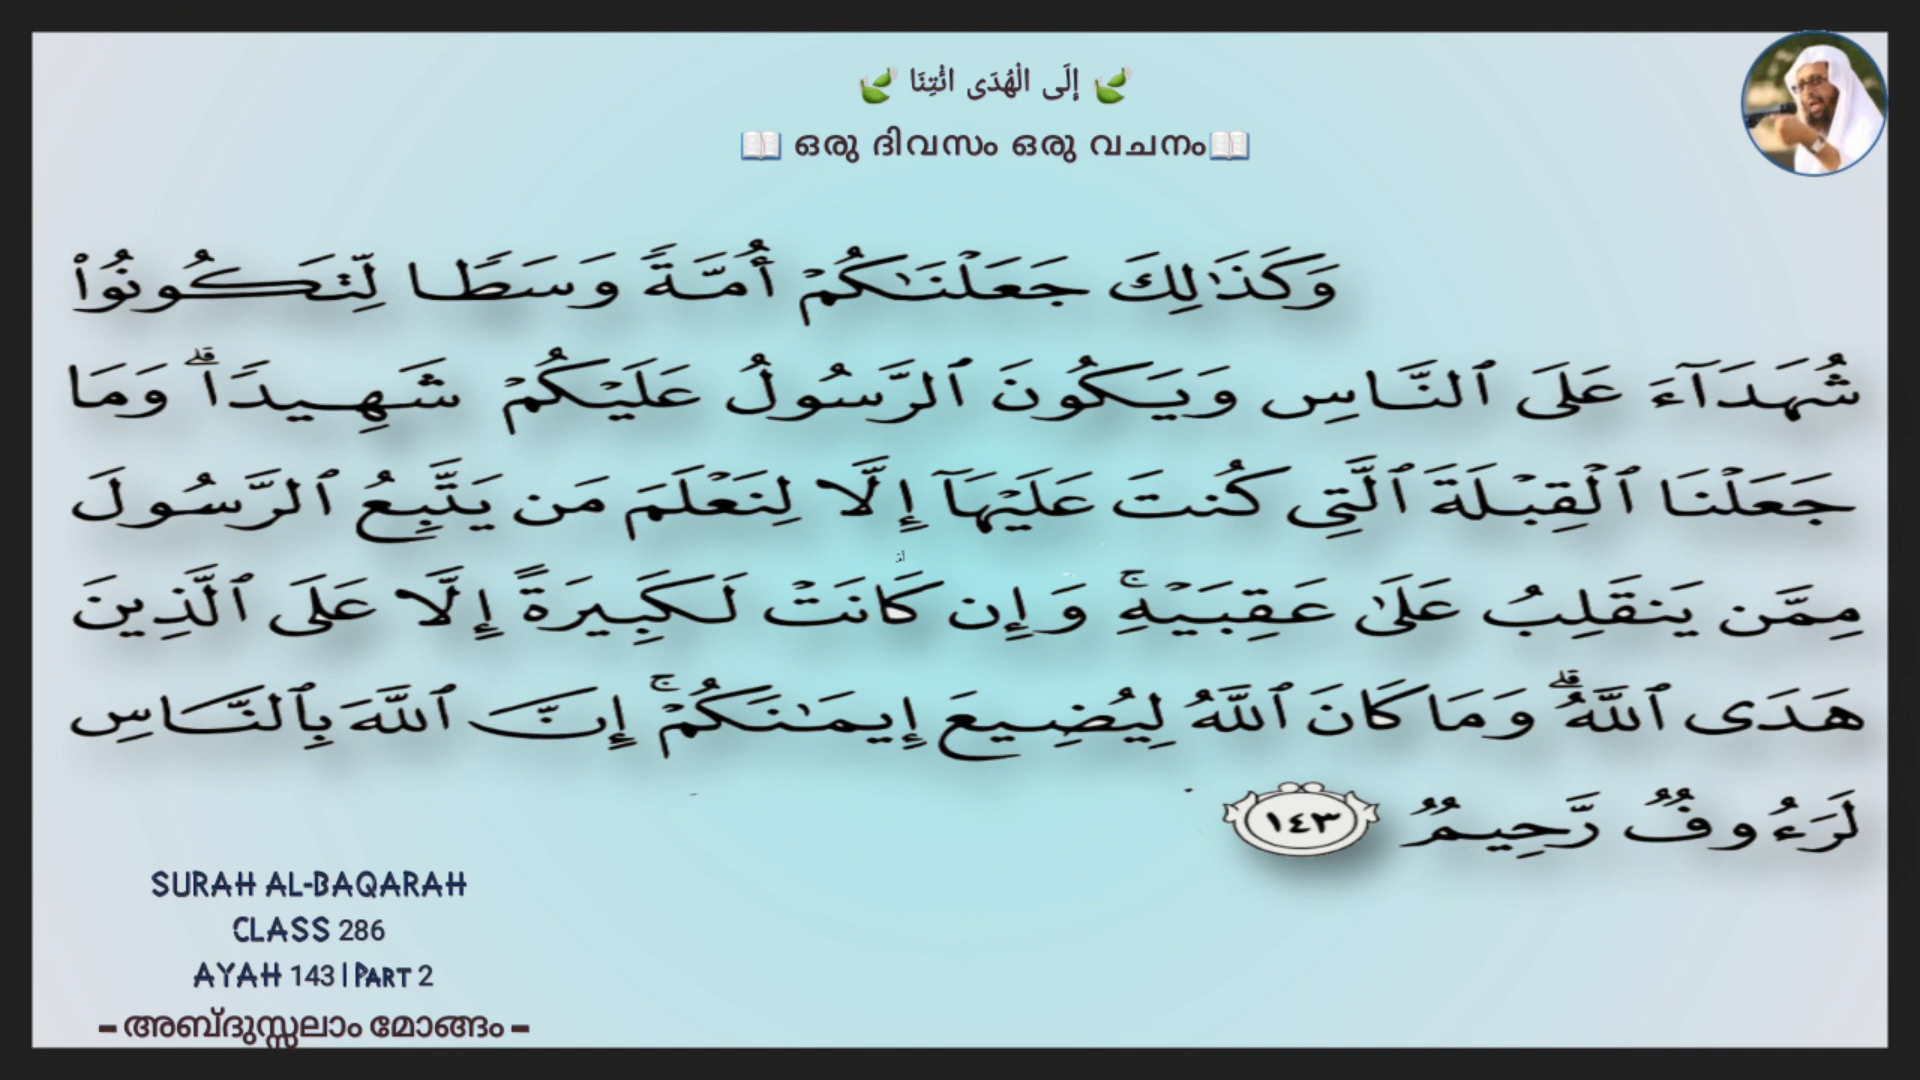 🍃 إلَى الْهُدَى ائْتِنَا 🍃
📖 ഒരു ദിവസം ഒരു വചനം📖
وَكَذَٰلِكَ جَعَلْنَـٰكُمْ أُمَّةً وَسَطًا لِّتَكُونُوا۟
شُهَدَآءَ عَلَى ٱلنَّاسِ وَيَكُونَ ٱلرَّسُولُ عَلَيْكُمْ شَهِيدًا ۗ وَمَا
جَعَلْنَا ٱلْقِبْلَةَ ٱلَّتِى كُنتَ عَلَيْهَآ إِلَّا لِنَعْلَمَ مَن يَتَّبِعُ ٱلرَّسُولَ
مِمَّن يَنقَلِبُ عَلَىٰ عَقِبَيْهِ ۚ وَإِن كَانَتْ لَكَبِيرَةً إِلَّا عَلَى ٱلَّذِينَ
هَدَى ٱللَّهُ ۗ وَمَا كَانَ ٱللَّهُ لِيُضِيعَ إِيمَـٰنَكُمْ ۚ إِنَّ ٱللَّهَ بِٱلنَّاسِ
لَرَءُوفٌ رَّحِيمٌ ١٤٣
SURAH AL-BAQARAH
CLASS 286
AYAH 143 | PART 2
- അബ്ദുസ്സലാം മോങ്ങം -